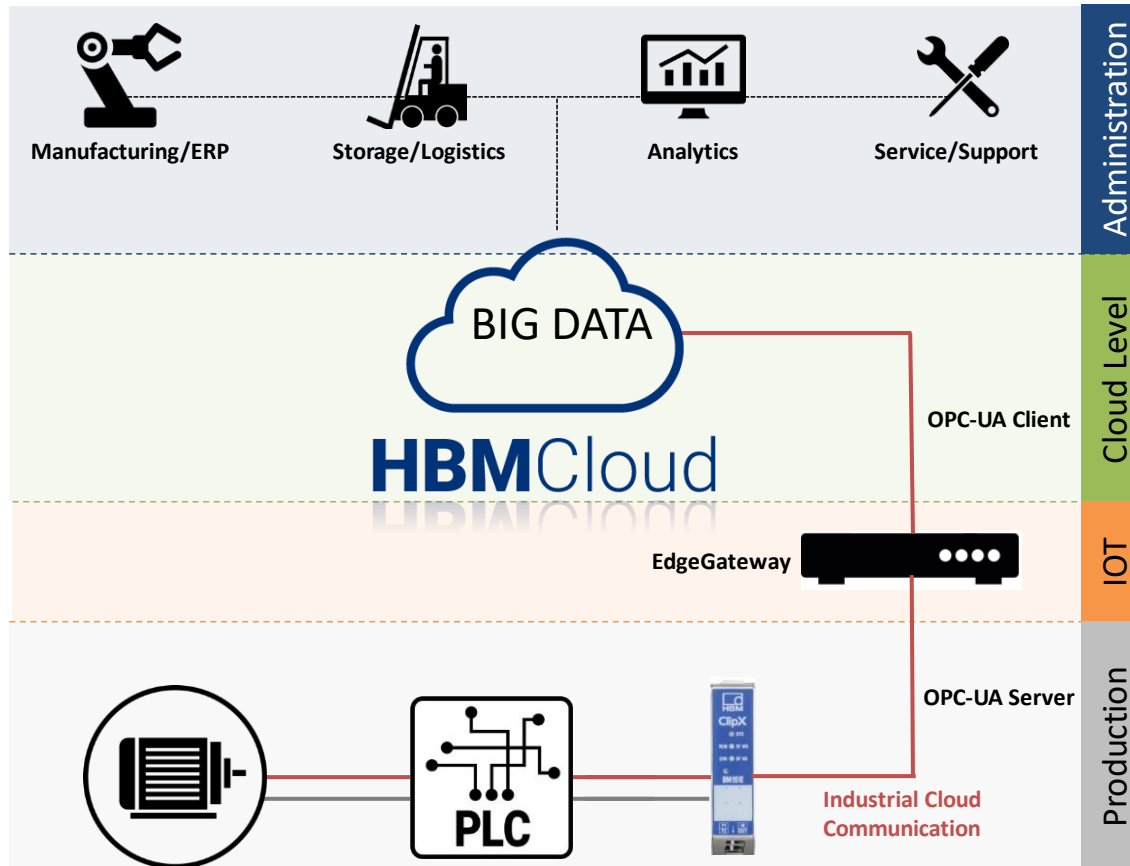 Manufacturing/ERP
Storage/Logistics
Analytics
Service/Support
Administration
BIG DATA
HBMCloud
OPC-UA Client
Cloud Level
EdgeGateway
IOT
OPC-UA Server
HBM
ClipX
PLC
Industrial Cloud
Communication
Production